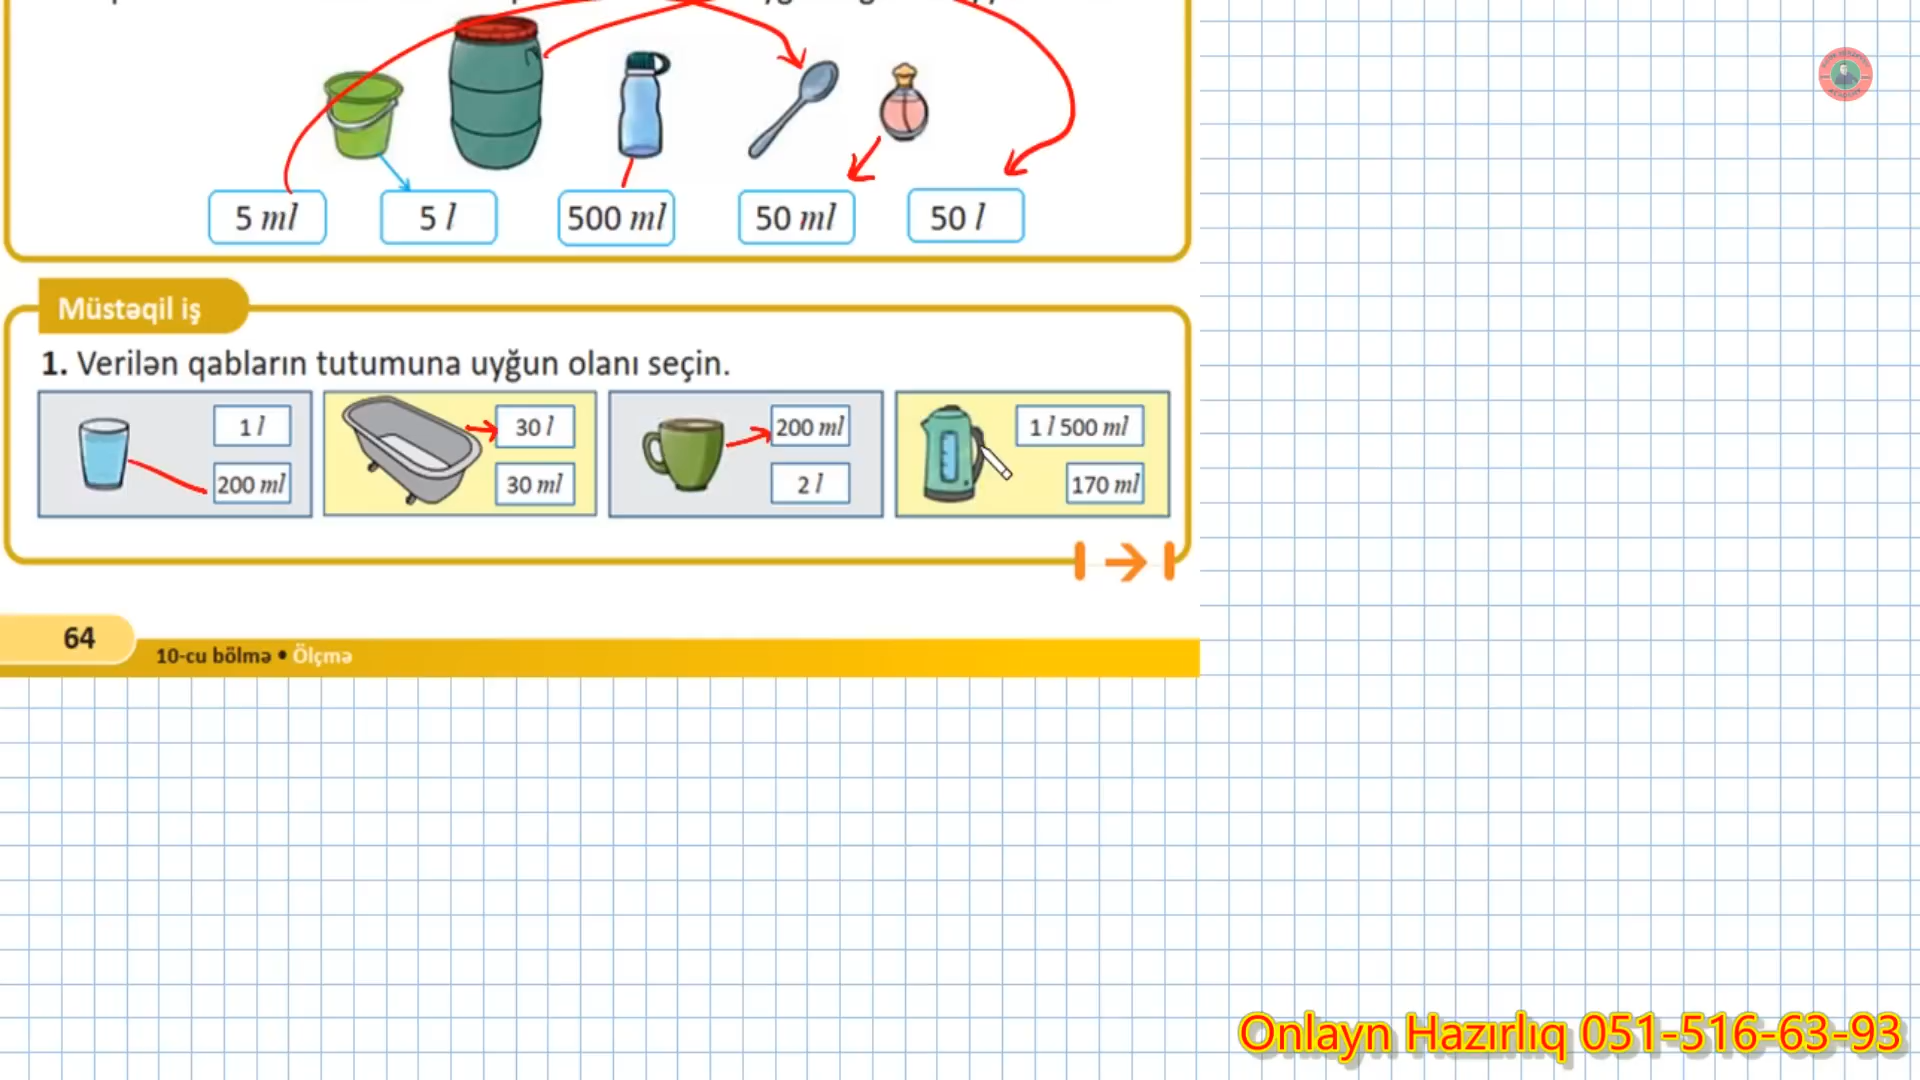 5 ml 5 l 500 ml 50 ml 50 l
Müstəqil iş
1. Verilən qabların tutumuna uyğun olanı seçin.
1 l 30 l 200 ml 1 l 500 ml
200 ml 30 ml 2 l 170 ml
64
10-cu bölmə • Ölçmə
Onlayn Hazırlıq 051-516-63-93